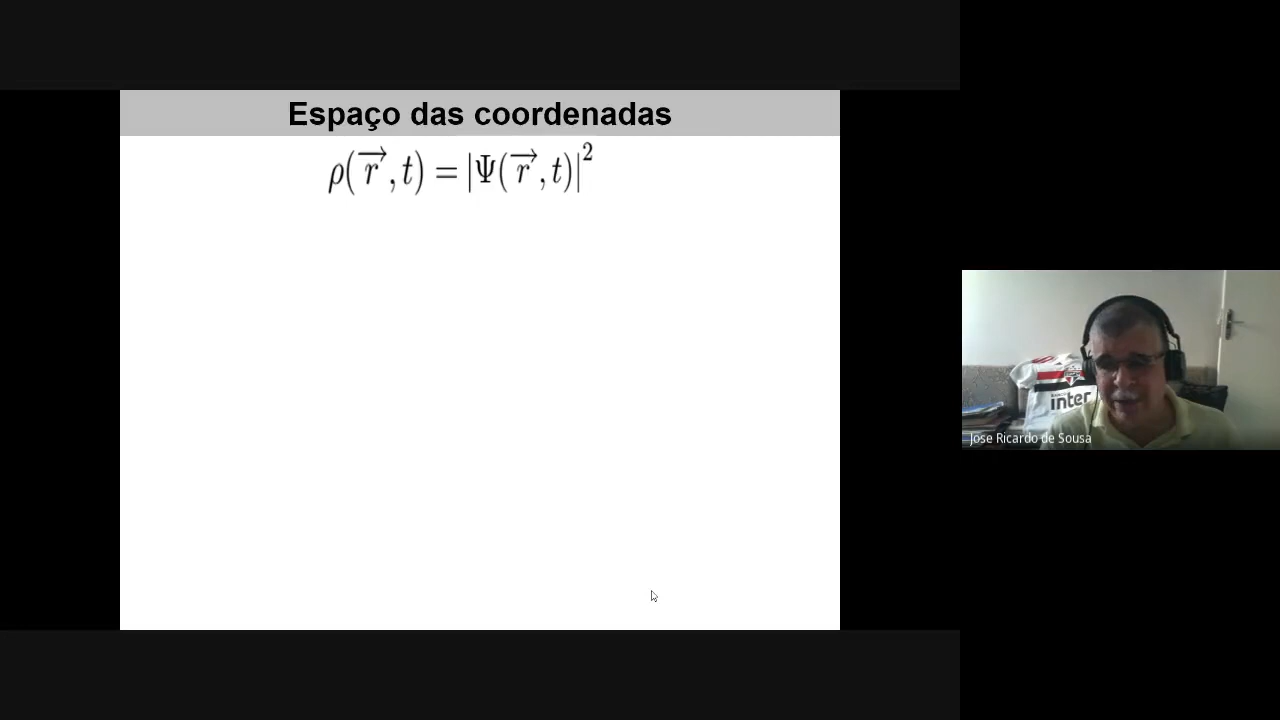 Espaço das coordenadas
ρ(r⃗, t) = |Ψ(r⃗, t)|²
inter
Jose Ricardo de Sousa